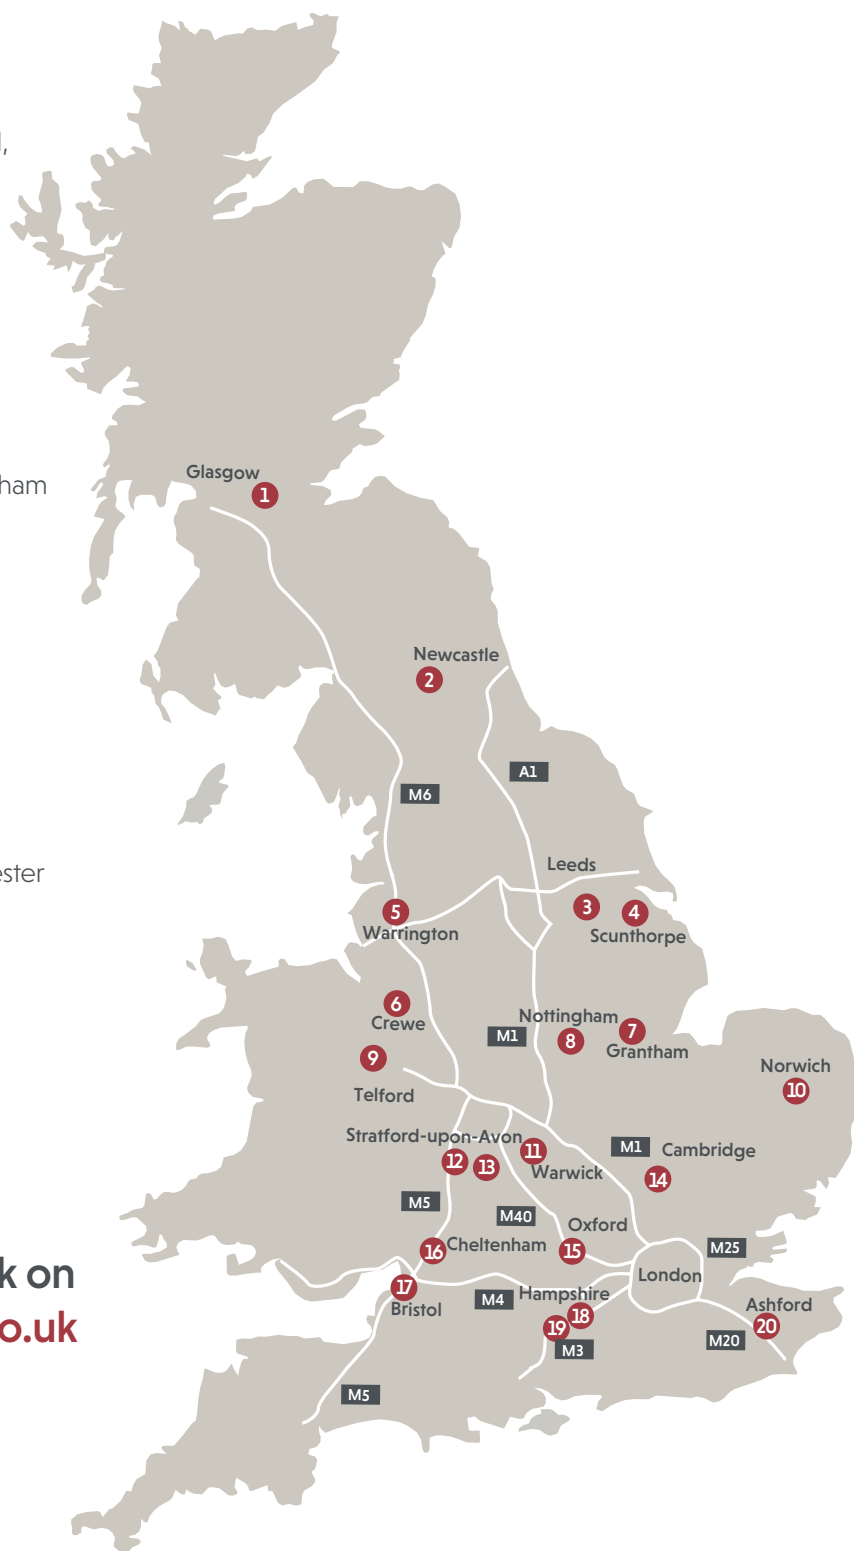 l,
Glasgow
1
ham
Newcastle
2
A1
M6
Leeds
ester
3
4
5
Scunthorpe
Warrington
6
Crewe
Nottingham
7
M1
8
Grantham
9
Norwich
Telford
10
Stratford-upon-Avon
M1
Cambridge
11
12
13
Warwick
14
M5
M40
Oxford
k on
16
Cheltenham
15
M25
London
17
Bristol
M4
Hampshire
18
Ashford
o.uk
19
20
M3
M20
M5